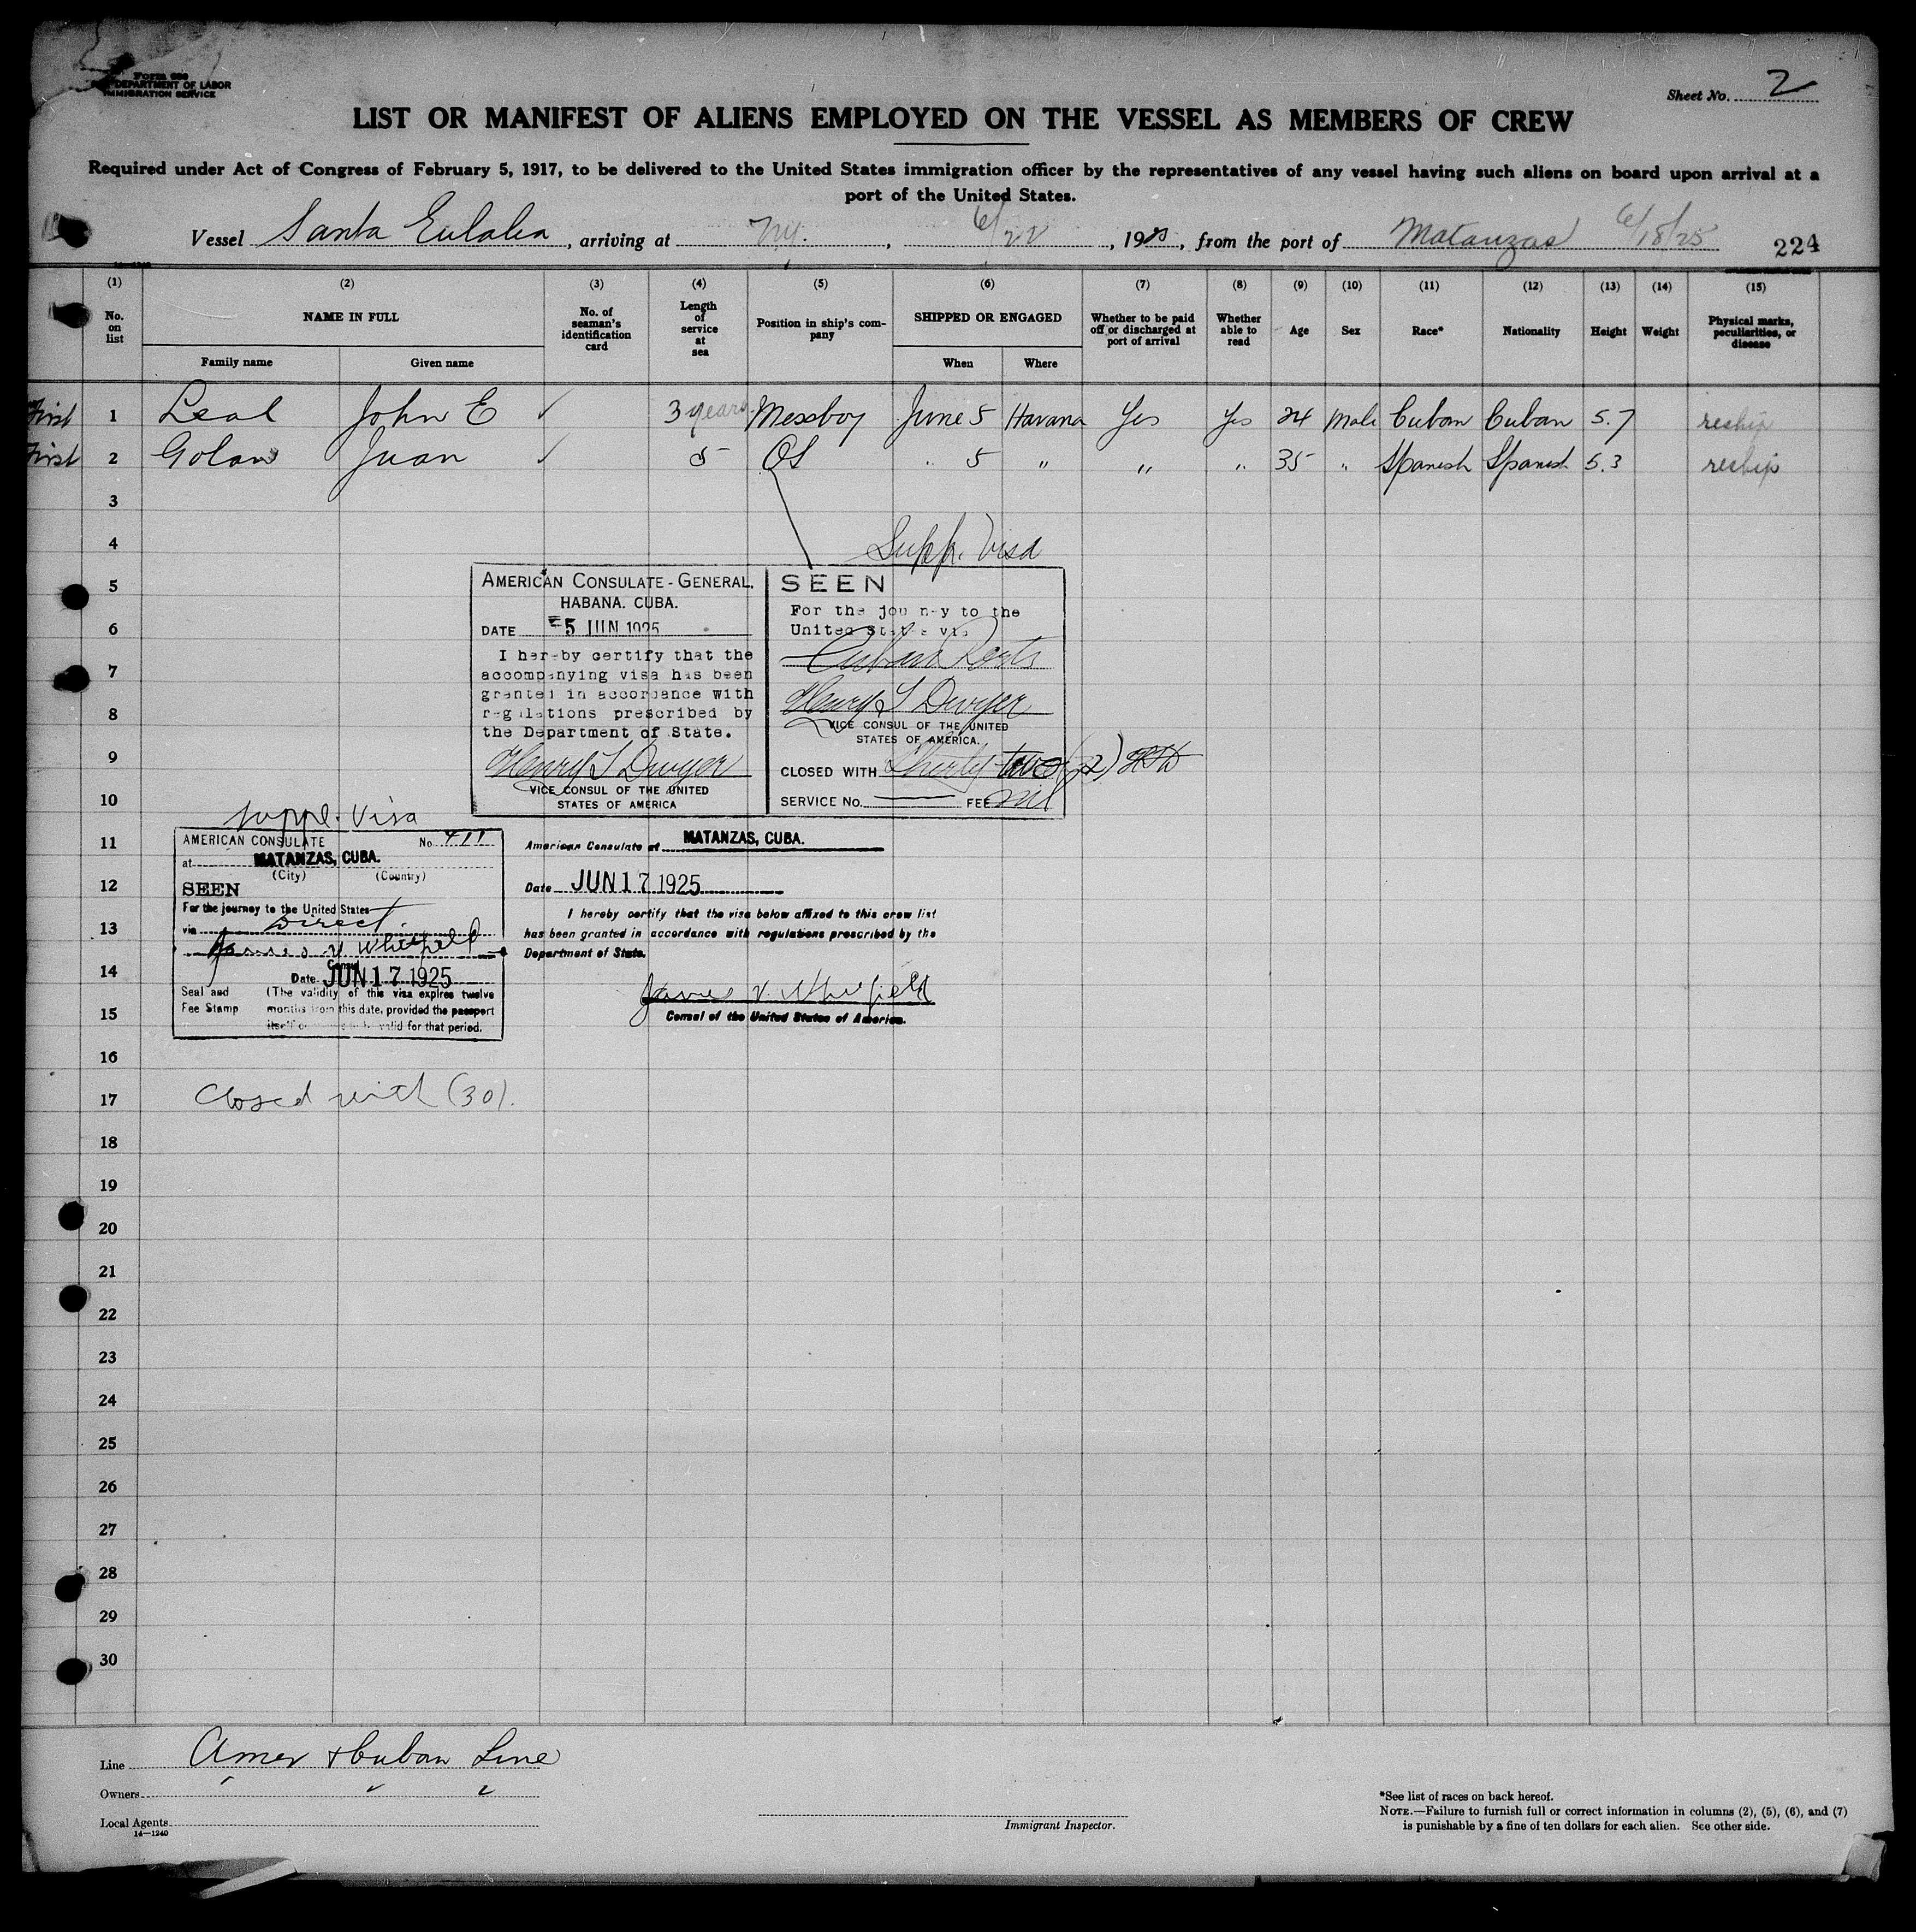 Form 680
DEPARTMENT OF LABOR
IMMIGRATION SERVICE
Sheet No. 2
LIST OR MANIFEST OF ALIENS EMPLOYED ON THE VESSEL AS MEMBERS OF CREW
Required under Act of Congress of February 5, 1917, to be delivered to the United States immigration officer by the representatives of any vessel having such aliens on board upon arrival at a
port of the United States.
Vessel Santa Eulalia, arriving at N.Y., 6/22, 19, from the port of Matanzas 6/18/25
224
(1) (2) (3) (4) (5) (6) (7) (8) (9) (10) (11) (12) (13) (14) (15)
No. on list NAME IN FULL No. of seaman's identification card Length of service at sea Position in ship's company SHIPPED OR ENGAGED Whether to be paid off or discharged at port of arrival Whether able to read Age Sex Race* Nationality Height Weight Physical marks, peculiarities, or disease
Family name Given name When Where
First 1 Leal John E ✓ 3 years Messboy June 5 Havana Yes Yes 24 Male Cuban Cuban 5.7 reship
First 2 Golan Juan ✓ 5 OS " 5 " " " 35 " Spanish Spanish 5.3 reship
3
4
Supp. Visa
5
6
7
8
9
10
AMERICAN CONSULATE-GENERAL.
HABANA. CUBA.
DATE 5 JUN 1925
I hereby certify that the
accompanying visa has been
granted in accordance with
regulations prescribed by
the Department of State.
Henry T Dwyer
VICE CONSUL OF THE UNITED
STATES OF AMERICA
SEEN
For the journey to the
United States via
Cuban Ports
Henry T Dwyer
VICE CONSUL OF THE UNITED
STATES OF AMERICA.
CLOSED WITH Thirty two (32) HTD
SERVICE No. FEE nil
suppl. Visa
AMERICAN CONSULATE No. 411
at MATANZAS, CUBA.
(City) (Country)
SEEN
For the journey to the United States
via Direct
James V. Whitfield
Consul
Date JUN 17 1925
Seal and (The validity of this visa expires twelve
Fee Stamp months from this date, provided the passport
itself valid for that period.
American Consulate at MATANZAS, CUBA.
Date JUN 17 1925
I hereby certify that the visa below affixed to this crew list
has been granted in accordance with regulations prescribed by the
Department of State.
James V. Whitfield
Consul of the United States of America.
11
12
13
14
15
16
17
Closed with (30).
18
19
20
21
22
23
24
25
26
27
28
29
30
Line Amer & Cuban Line
Owners " " "
Local Agents
14—1240
Immigrant Inspector.
*See list of races on back hereof.
NOTE.—Failure to furnish full or correct information in columns (2), (5), (6), and (7)
is punishable by a fine of ten dollars for each alien. See other side.